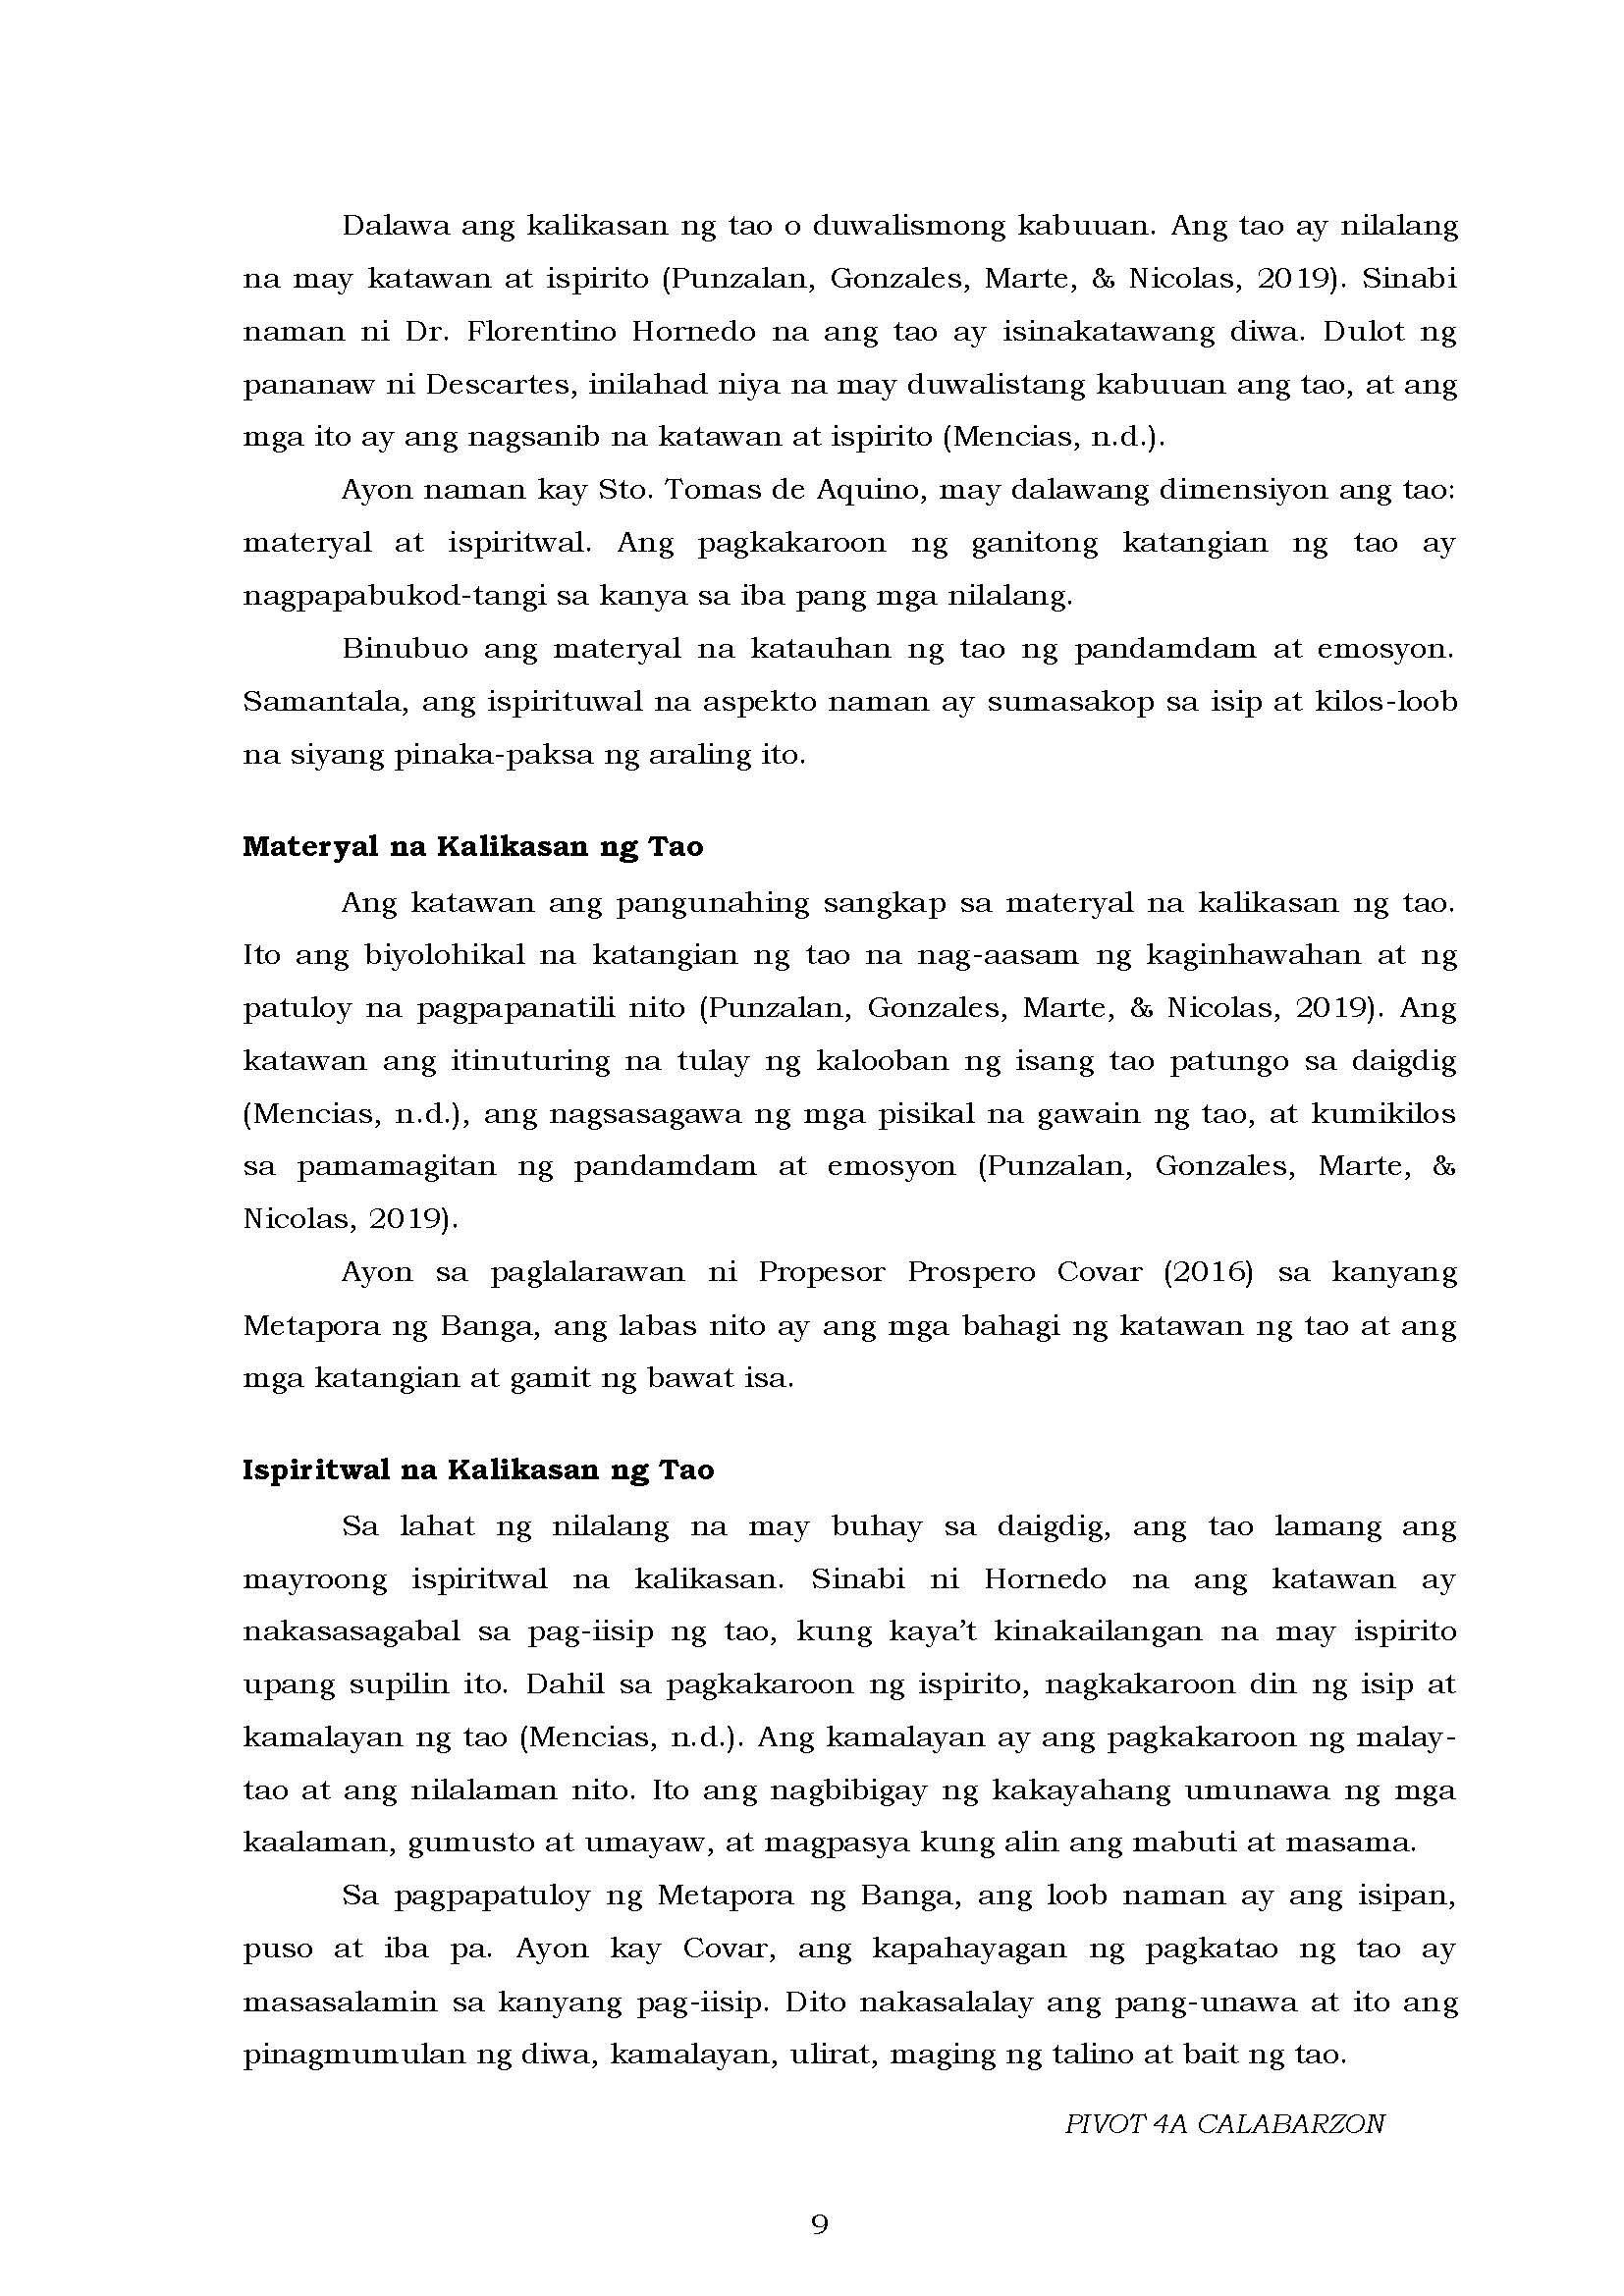 Dalawa ang kalikasan ng tao o duwalismong kabuuan. Ang tao ay nilalang
na may katawan at ispirito (Punzalan, Gonzales, Marte, & Nicolas, 2019). Sinabi
naman ni Dr. Florentino Hornedo na ang tao ay isinakatawang diwa. Dulot ng
pananaw ni Descartes, inilahad niya na may duwalistang kabuuan ang tao, at ang
mga ito ay ang nagsanib na katawan at ispirito (Mencias, n.d.).
Ayon naman kay Sto. Tomas de Aquino, may dalawang dimensiyon ang tao:
materyal at ispiritwal. Ang pagkakaroon ng ganitong katangian ng tao ay
nagpapabukod-tangi sa kanya sa iba pang mga nilalang.
Binubuo ang materyal na katauhan ng tao ng pandamdam at emosyon.
Samantala, ang ispirituwal na aspekto naman ay sumasakop sa isip at kilos-loob
na siyang pinaka-paksa ng araling ito.
Materyal na Kalikasan ng Tao
Ang katawan ang pangunahing sangkap sa materyal na kalikasan ng tao.
Ito ang biyolohikal na katangian ng tao na nag-aasam ng kaginhawahan at ng
patuloy na pagpapanatili nito (Punzalan, Gonzales, Marte, & Nicolas, 2019). Ang
katawan ang itinuturing na tulay ng kalooban ng isang tao patungo sa daigdig
(Mencias, n.d.), ang nagsasagawa ng mga pisikal na gawain ng tao, at kumikilos
sa pamamagitan ng pandamdam at emosyon (Punzalan, Gonzales, Marte, &
Nicolas, 2019).
Ayon sa paglalarawan ni Propesor Prospero Covar (2016) sa kanyang
Metapora ng Banga, ang labas nito ay ang mga bahagi ng katawan ng tao at ang
mga katangian at gamit ng bawat isa.
Ispiritwal na Kalikasan ng Tao
Sa lahat ng nilalang na may buhay sa daigdig, ang tao lamang ang
mayroong ispiritwal na kalikasan. Sinabi ni Hornedo na ang katawan ay
nakasasagabal sa pag-iisip ng tao, kung kaya’t kinakailangan na may ispirito
upang supilin ito. Dahil sa pagkakaroon ng ispirito, nagkakaroon din ng isip at
kamalayan ng tao (Mencias, n.d.). Ang kamalayan ay ang pagkakaroon ng malay-
tao at ang nilalaman nito. Ito ang nagbibigay ng kakayahang umunawa ng mga
kaalaman, gumusto at umayaw, at magpasya kung alin ang mabuti at masama.
Sa pagpapatuloy ng Metapora ng Banga, ang loob naman ay ang isipan,
puso at iba pa. Ayon kay Covar, ang kapahayagan ng pagkatao ng tao ay
masasalamin sa kanyang pag-iisip. Dito nakasalalay ang pang-unawa at ito ang
pinagmumulan ng diwa, kamalayan, ulirat, maging ng talino at bait ng tao.
PIVOT 4A CALABARZON
9